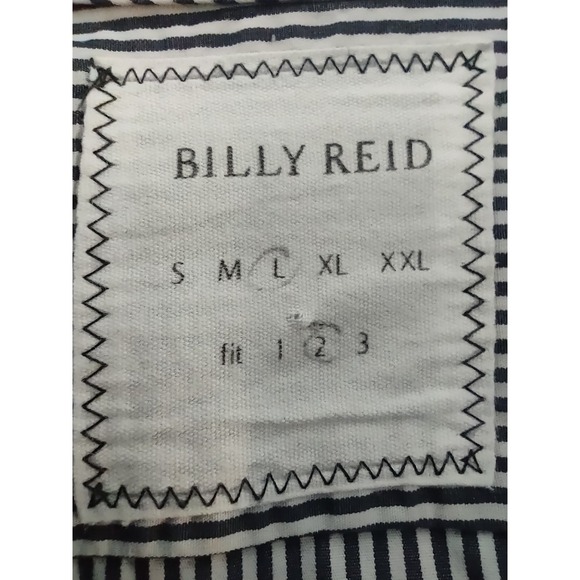 BILLY REID
S M L XL XXL
fit 1 2 3